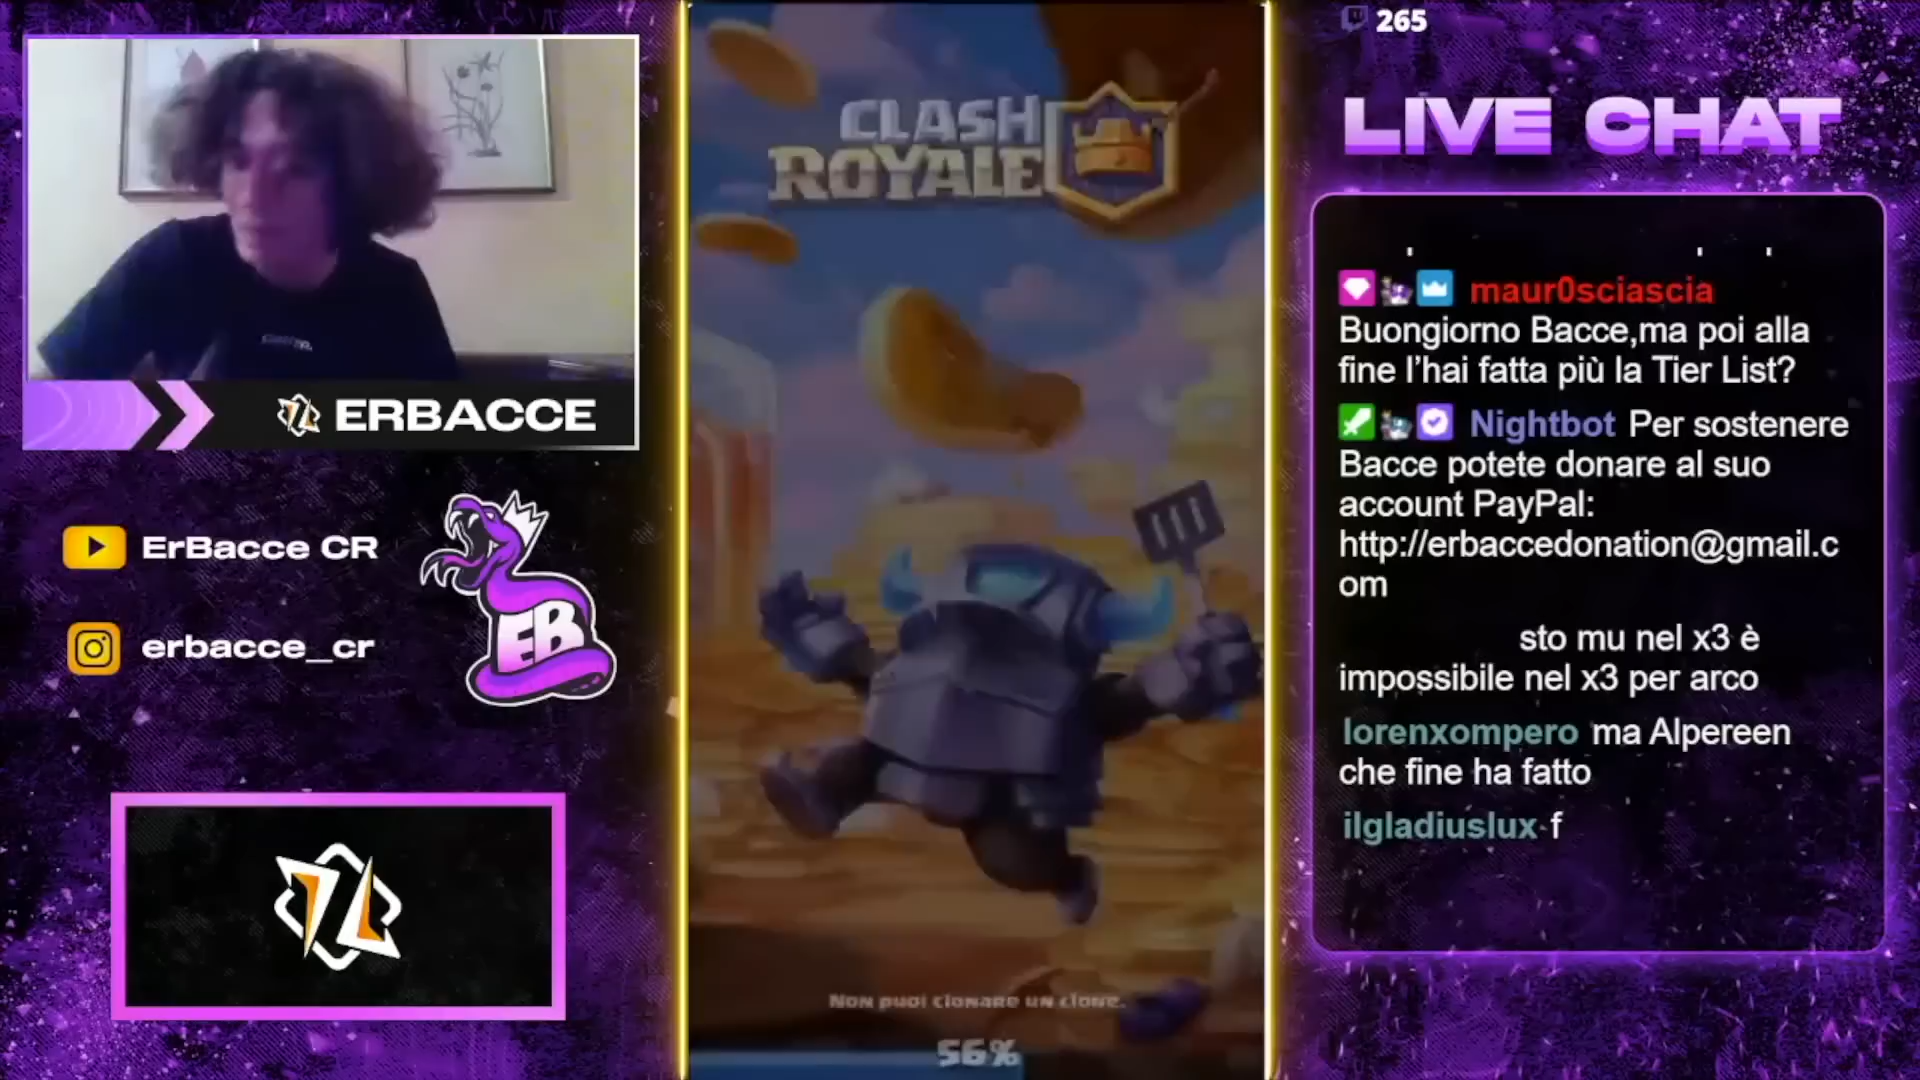 265
LIVE CHAT
CLASH
ROYALE
ERBACCE
ErBacce CR
erbacce_cr
EB
maur0sciascia
Buongiorno Bacce,ma poi alla
fine l'hai fatta più la Tier List?
Nightbot Per sostenere
Bacce potete donare al suo
account PayPal:
http://erbaccedonation@gmail.c
om
sto mu nel x3 è
impossibile nel x3 per arco
lorenxompero ma Alpereen
che fine ha fatto
ilgladiuslux f
Non puoi clonare un clone.
56%